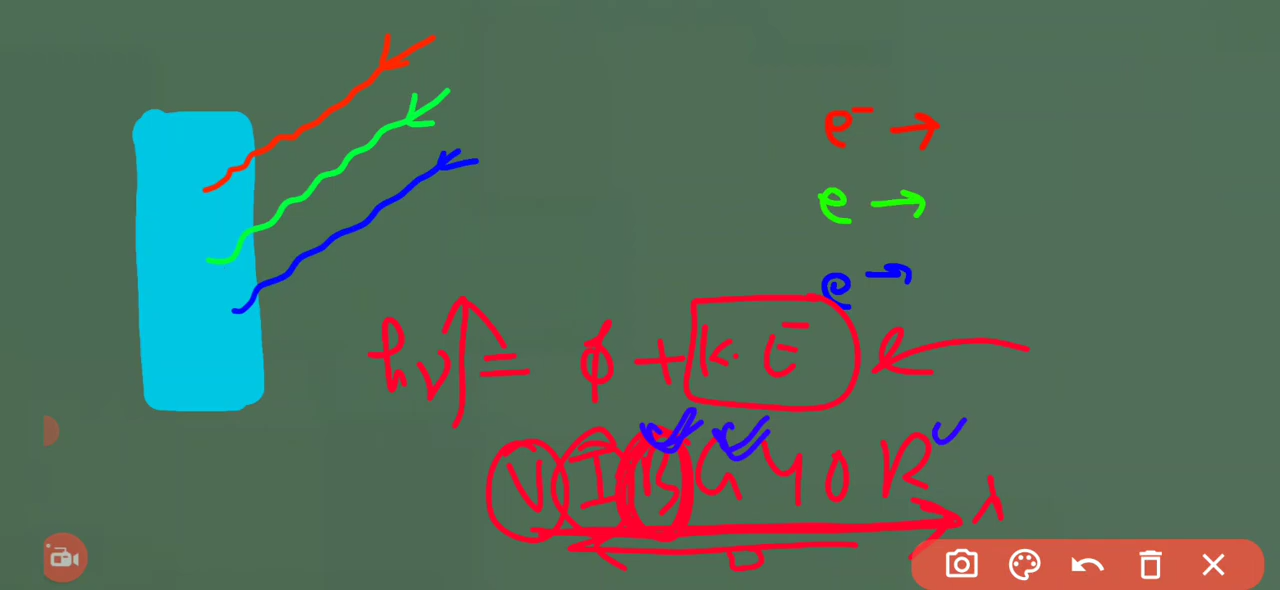 e⁻ →
e →
e →
hν↑ = φ + K.E
V I B G Y O R
λ
ν